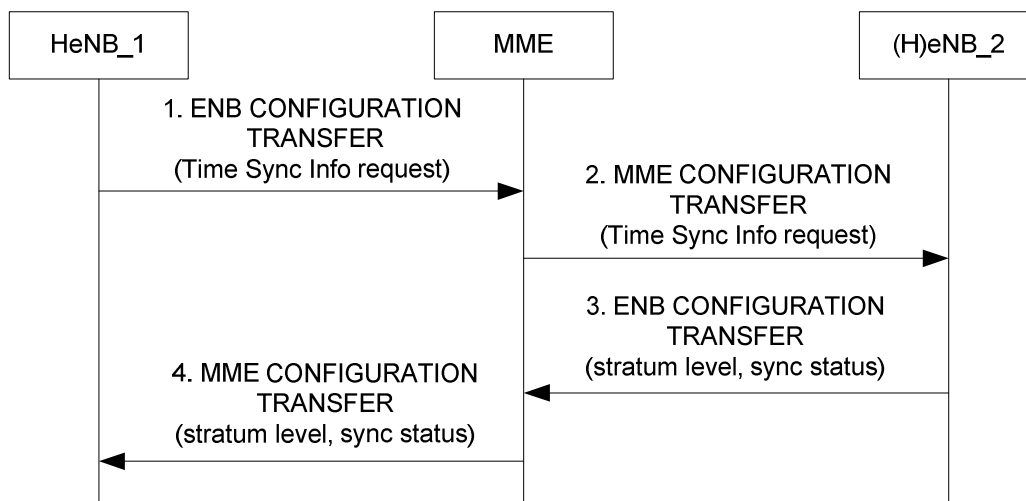 HeNB_1
MME
(H)eNB_2
1. ENB CONFIGURATION
TRANSFER
(Time Sync Info request)
2. MME CONFIGURATION
TRANSFER
(Time Sync Info request)
3. ENB CONFIGURATION
TRANSFER
(stratum level, sync status)
4. MME CONFIGURATION
TRANSFER
(stratum level, sync status)